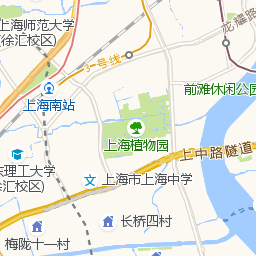 上海师范大学
(徐汇校区)
龙耀路
3号线
前滩休闲公园
上海南站
上海植物园
上中路隧道
东理工大学
徐汇校区)
上海市上海中学
文
长桥四村
梅陇十一村